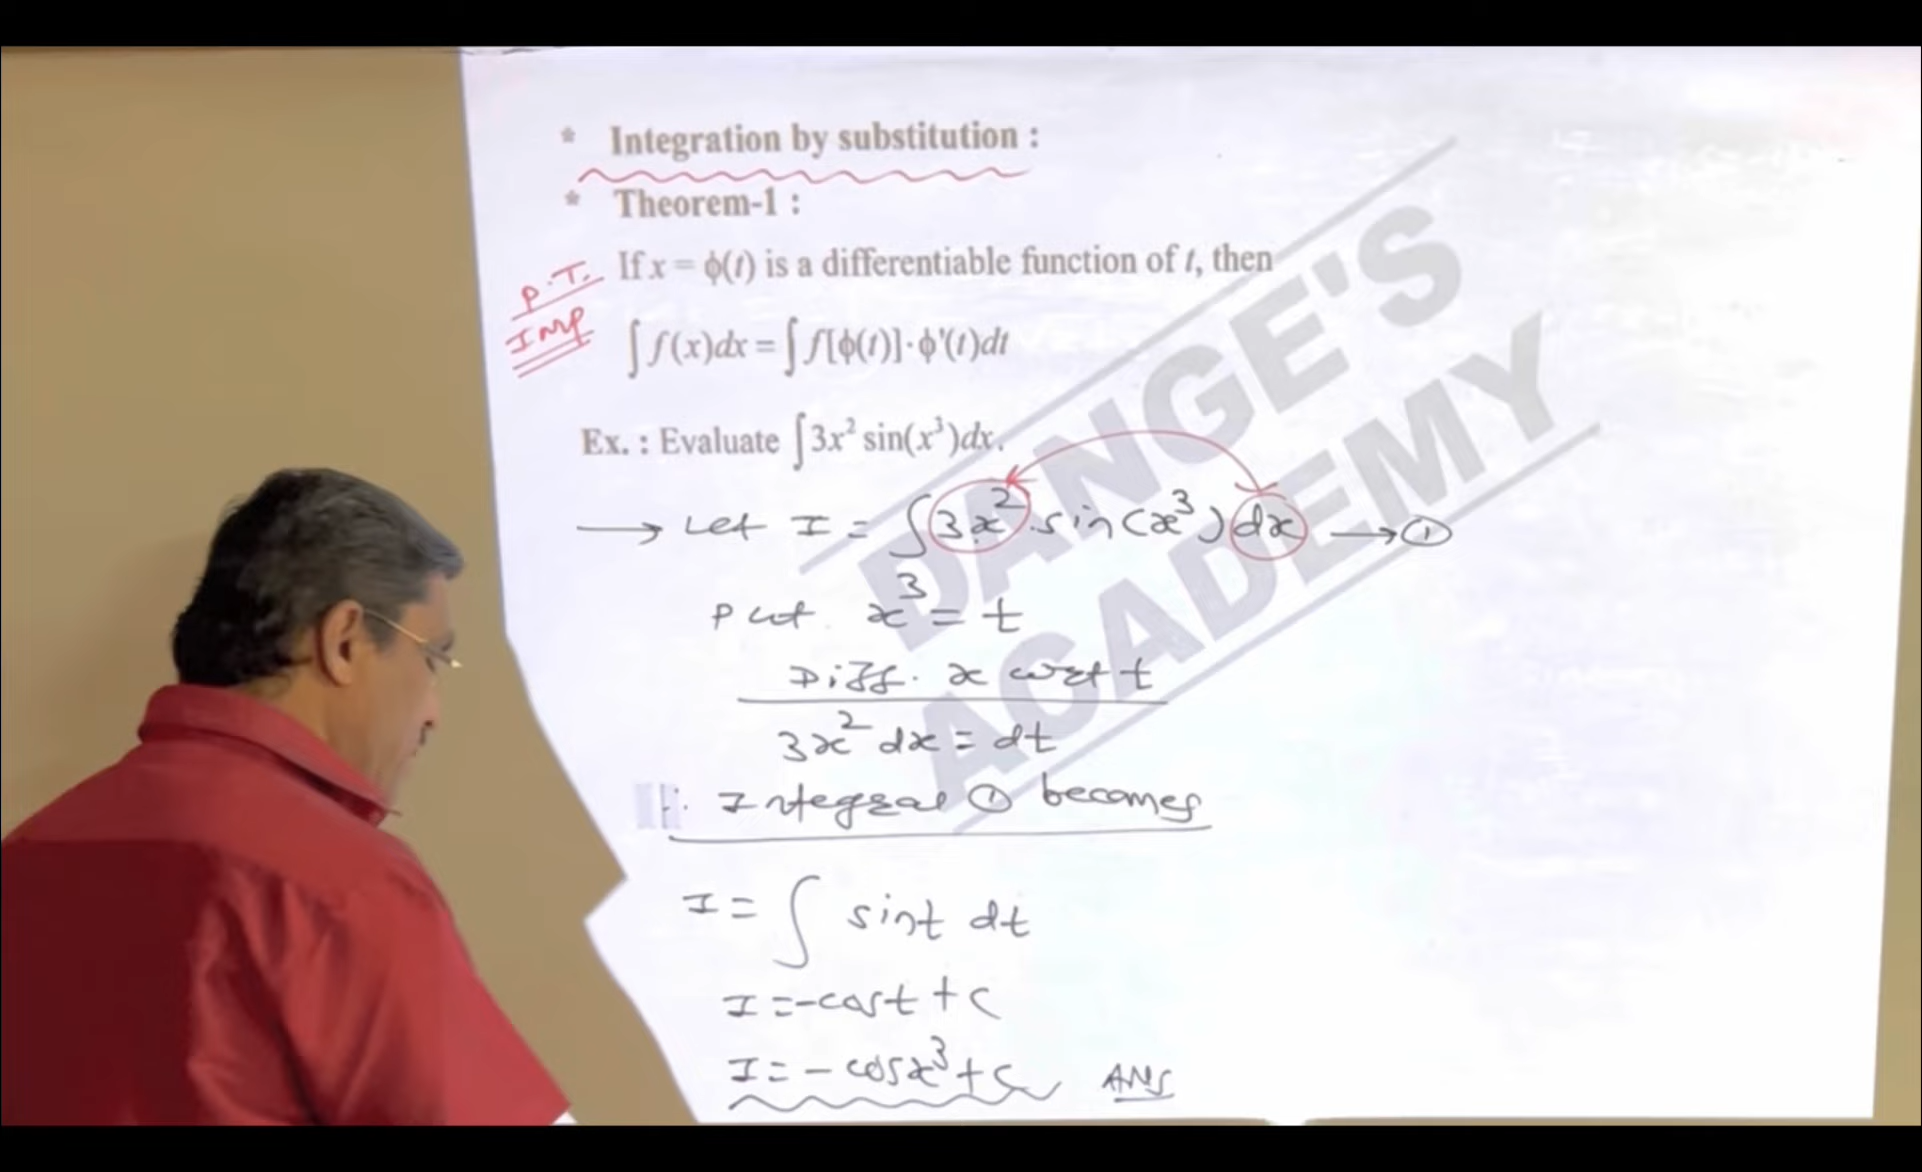 * Integration by substitution :
* Theorem-1 :
P.T. If x = ϕ(t) is a differentiable function of t, then
IMP ∫ f(x)dx = ∫ f[ϕ(t)]·ϕ'(t)dt
Ex. : Evaluate ∫ 3x² sin(x³)dx.
→ Let I = ∫ 3x². sin(x³) dx → ①
Put x³ = t
Diff. x wrt t
3x² dx = dt
∴ Integral ① becomes
I = ∫ sint dt
I = -cost + c
I = - cosx³ + c ANS
DANGE'S
ACADEMY